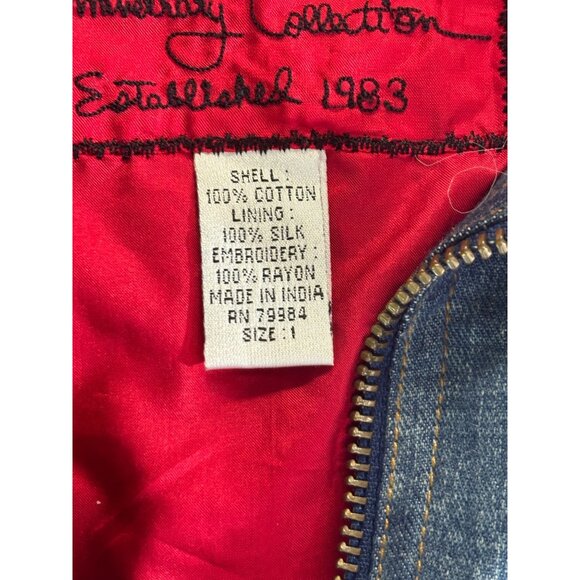 Collection
Established 1983
SHELL :
100% COTTON
LINING :
100% SILK
EMBROIDERY :
100% RAYON
MADE IN INDIA
RN 79984
SIZE : 1